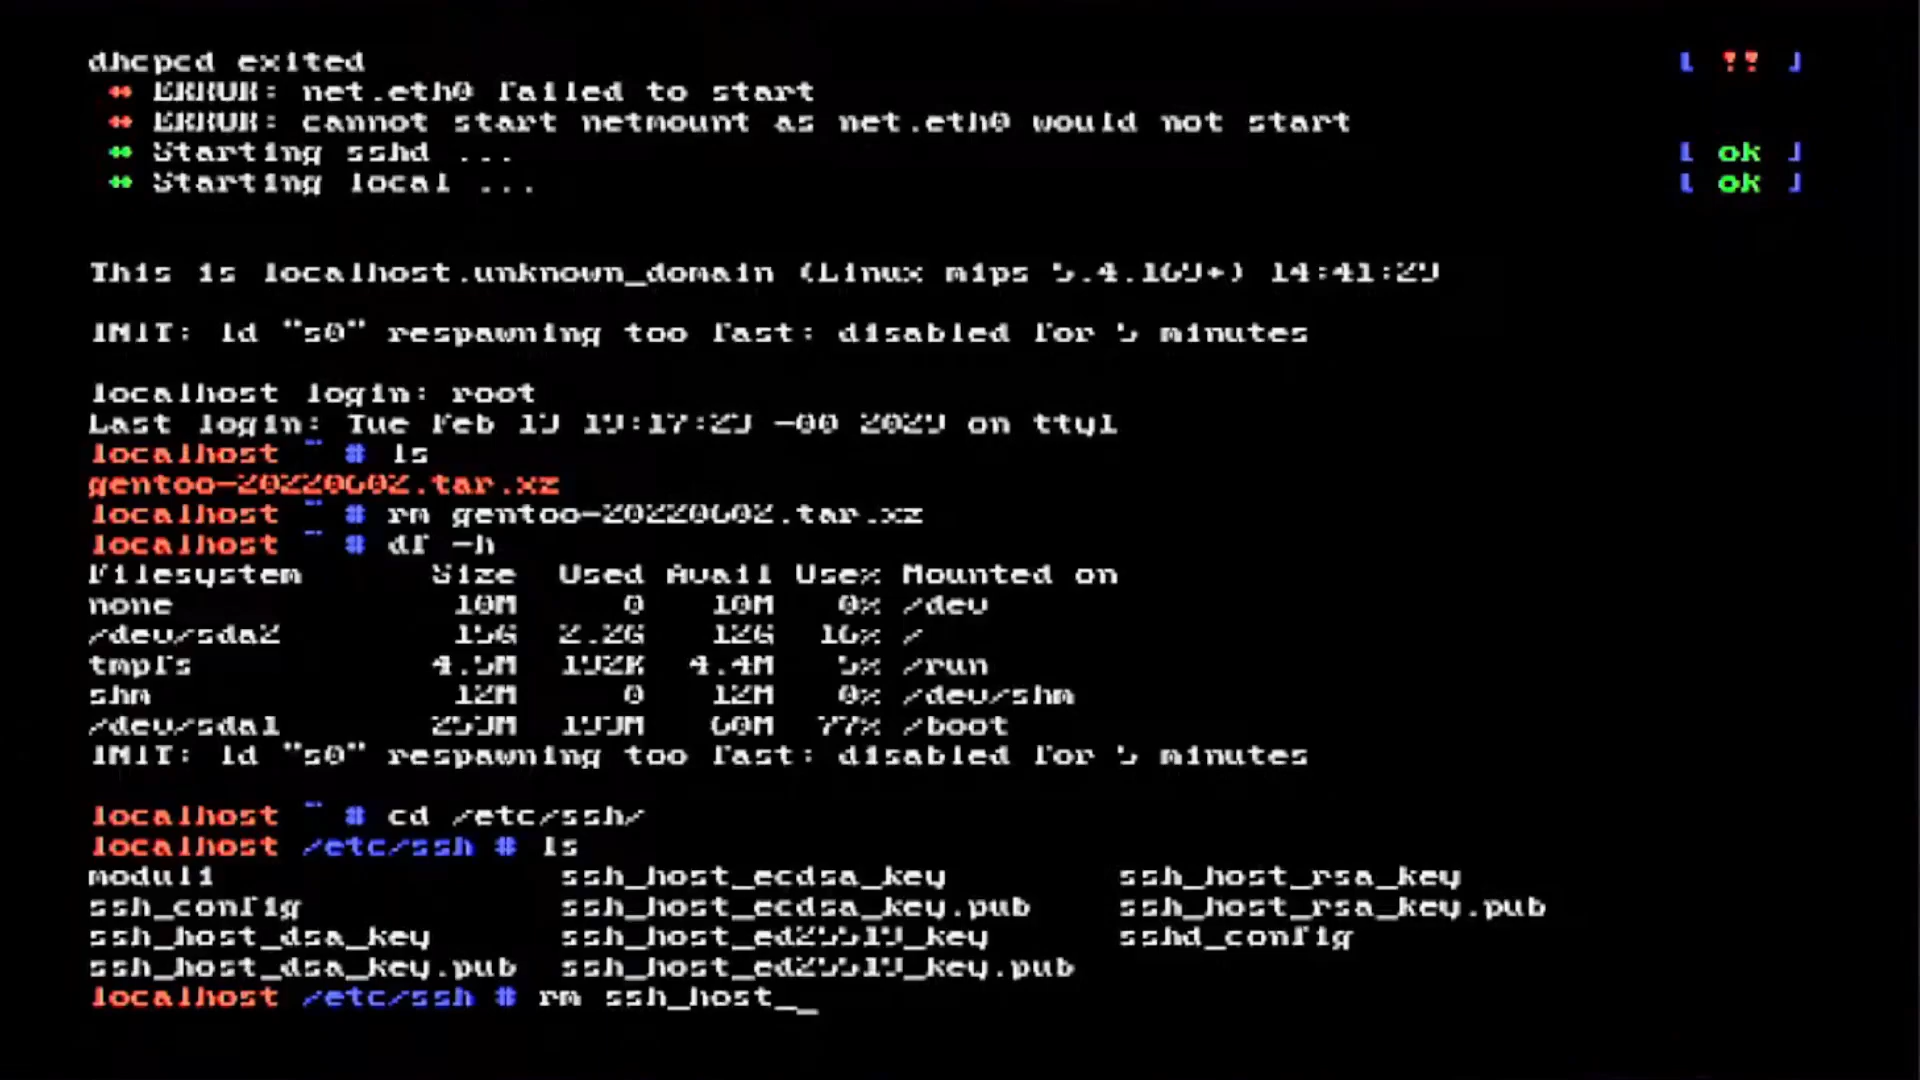 dhcpcd exited [ !! ]
* ERROR: net.eth0 failed to start
* ERROR: cannot start netmount as net.eth0 would not start
* Starting sshd ... [ ok ]
* Starting local ... [ ok ]
This is localhost.unknown_domain (Linux mips 5.4.169+) 14:41:29
INIT: Id "s0" respawning too fast: disabled for 5 minutes
localhost login: root
Last login: Tue Feb 19:17:29 -00 2029 on tty1
localhost ~ # ls
gentoo-20220602.tar.xz
localhost ~ # rm gentoo-20220602.tar.xz
localhost ~ # df -h
Filesystem Size Used Avail Use% Mounted on
none 10M 0 10M 0% /dev
/dev/sda2 15G 2.2G 12G 16% /
tmpfs 4.5M 192K 4.4M 5% /run
shm 12M 0 12M 0% /dev/shm
/dev/sda1 259M 199M 60M 77% /boot
INIT: Id "s0" respawning too fast: disabled for 5 minutes
localhost ~ # cd /etc/ssh/
localhost /etc/ssh # ls
moduli ssh_host_ecdsa_key ssh_host_rsa_key
ssh_config ssh_host_ecdsa_key.pub ssh_host_rsa_key.pub
ssh_host_dsa_key ssh_host_ed25519_key sshd_config
ssh_host_dsa_key.pub ssh_host_ed25519_key.pub
localhost /etc/ssh # rm ssh_host__